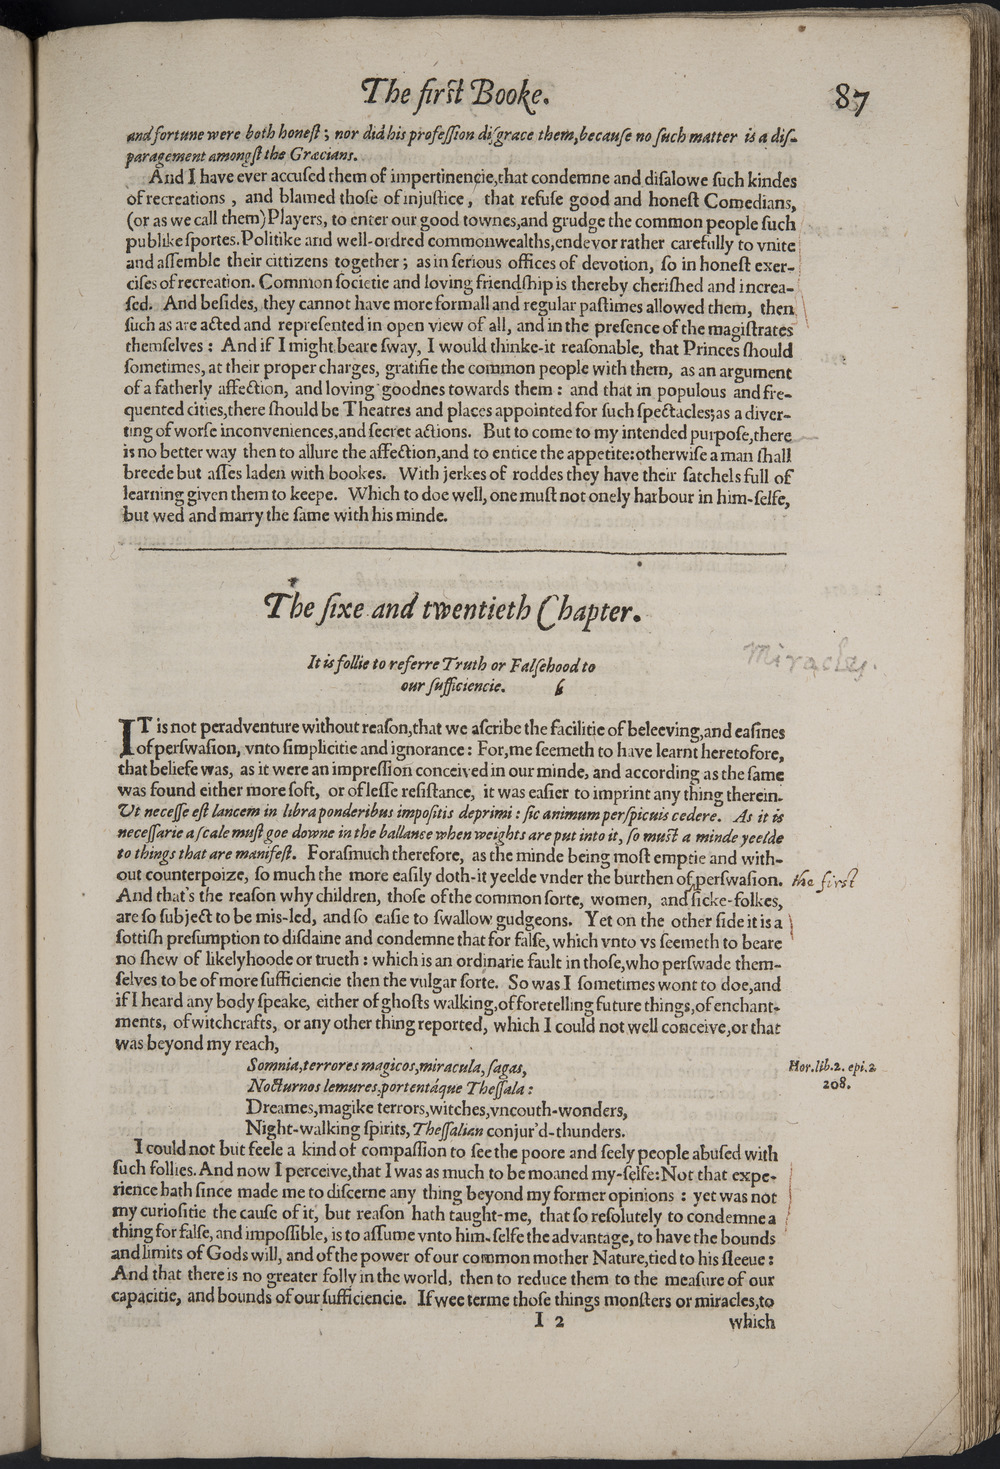 The first Booke. 87
and fortune were both honest; nor did his profeſſion diſgrace them, becauſe no ſuch matter is a diſ-
paragement amongſt the Græcians.
And I have ever accuſed them of impertinencie, that condemne and diſalowe ſuch kindes
of recreations, and blamed thoſe of injuſtice, that refuſe good and honeſt Comedians,
(or as we call them) Players, to enter our good townes, and grudge the common people ſuch
publike ſportes. Politike and well-ordred commonwealths, endevor rather carefully to vnite
and aſſemble their cittizens together; as in ſerious offices of devotion, ſo in honeſt exer-
ciſes of recreation. Common ſocietie and loving friendſhip is thereby cheriſhed and increa-
ſed. And beſides, they cannot have more formall and regular paſtimes allowed them, then
ſuch as are acted and repreſented in open view of all, and in the preſence of the magiſtrates
themſelves: And if I might beare ſway, I would thinke-it reaſonable, that Princes ſhould
ſometimes, at their proper charges, gratifie the common people with them, as an argument
of a fatherly affection, and loving goodnes towards them: and that in populous and fre-
quented cities, there ſhould be Theatres and places appointed for ſuch ſpectacles; as a diver-
ting of worſe inconveniences, and ſecret actions. But to come to my intended purpoſe, there
is no better way then to allure the affection, and to entice the appetite: otherwiſe a man ſhall
breede but aſſes laden with bookes. With jerkes of roddes they have their ſatchels full of
learning given them to keepe. Which to doe well, one muſt not onely harbour in him-ſelfe,
but wed and marry the ſame with his minde.
The ſixe and twentieth Chapter.
It is follie to referre Truth or Falſehood to
our ſufficiencie.
Miracles.
IT is not peradventure without reaſon, that we aſcribe the facilitie of beleeving, and eaſines
of perſwaſion, vnto ſimplicitie and ignorance: For, me ſeemeth to have learnt heretofore,
that beliefe was, as it were an impreſſion conceived in our minde, and according as the ſame
was found either more ſoft, or of leſſe reſiſtance, it was eaſier to imprint any thing therein.
Ut neceſſe eſt lancem in libra ponderibus impoſitis deprimi: ſic animum perſpicuis cedere. As it is
neceſſarie a ſcale muſt goe downe in the ballance when weights are put into it, ſo must a minde yeelde
to things that are manifeſt. Foraſmuch therefore, as the minde being moſt emptie and with-
out counterpoize, ſo much the more eaſily doth-it yeelde vnder the burthen of perſwaſion. the first
And that's the reaſon why children, thoſe of the common ſorte, women, and ſicke-folkes,
are ſo ſubject to be mis-led, and ſo eaſie to ſwallow gudgeons. Yet on the other ſide it is a
ſottiſh preſumption to diſdaine and condemne that for falſe, which vnto vs ſeemeth to beare
no ſhew of likelyhoode or trueth: which is an ordinarie fault in thoſe, who perſwade them-
ſelves to be of more ſufficiencie then the vulgar ſorte. So was I ſometimes wont to doe, and
if I heard any body ſpeake, either of ghoſts walking, of foretelling future things, of enchant-
ments, of witchcrafts, or any other thing reported, which I could not well conceive, or that
was beyond my reach,
Somnia, terrores magicos, miracula, ſagas,
Nocturnos lemures, portentáque Theſſala:
Hor. lib. 2. epi. 2
208.
Dreames, magike terrors, witches, vncouth-wonders,
Night-walking ſpirits, Theſſalian conjur'd-thunders.
I could not but feele a kind of compaſſion to ſee the poore and ſeely people abuſed with
ſuch follies. And now I perceive, that I was as much to be moaned my-ſelfe: Not that expe-
rience hath ſince made me to diſcerne any thing beyond my former opinions: yet was not
my curioſitie the cauſe of it, but reaſon hath taught-me, that ſo reſolutely to condemne a
thing for falſe, and impoſſible, is to aſſume vnto him-ſelfe the advantage, to have the bounds
and limits of Gods will, and of the power of our common mother Nature, tied to his ſleeue:
And that there is no greater folly in the world, then to reduce them to the meaſure of our
capacitie, and bounds of our ſufficiencie. If wee terme thoſe things monſters or miracles, to
I 2 which